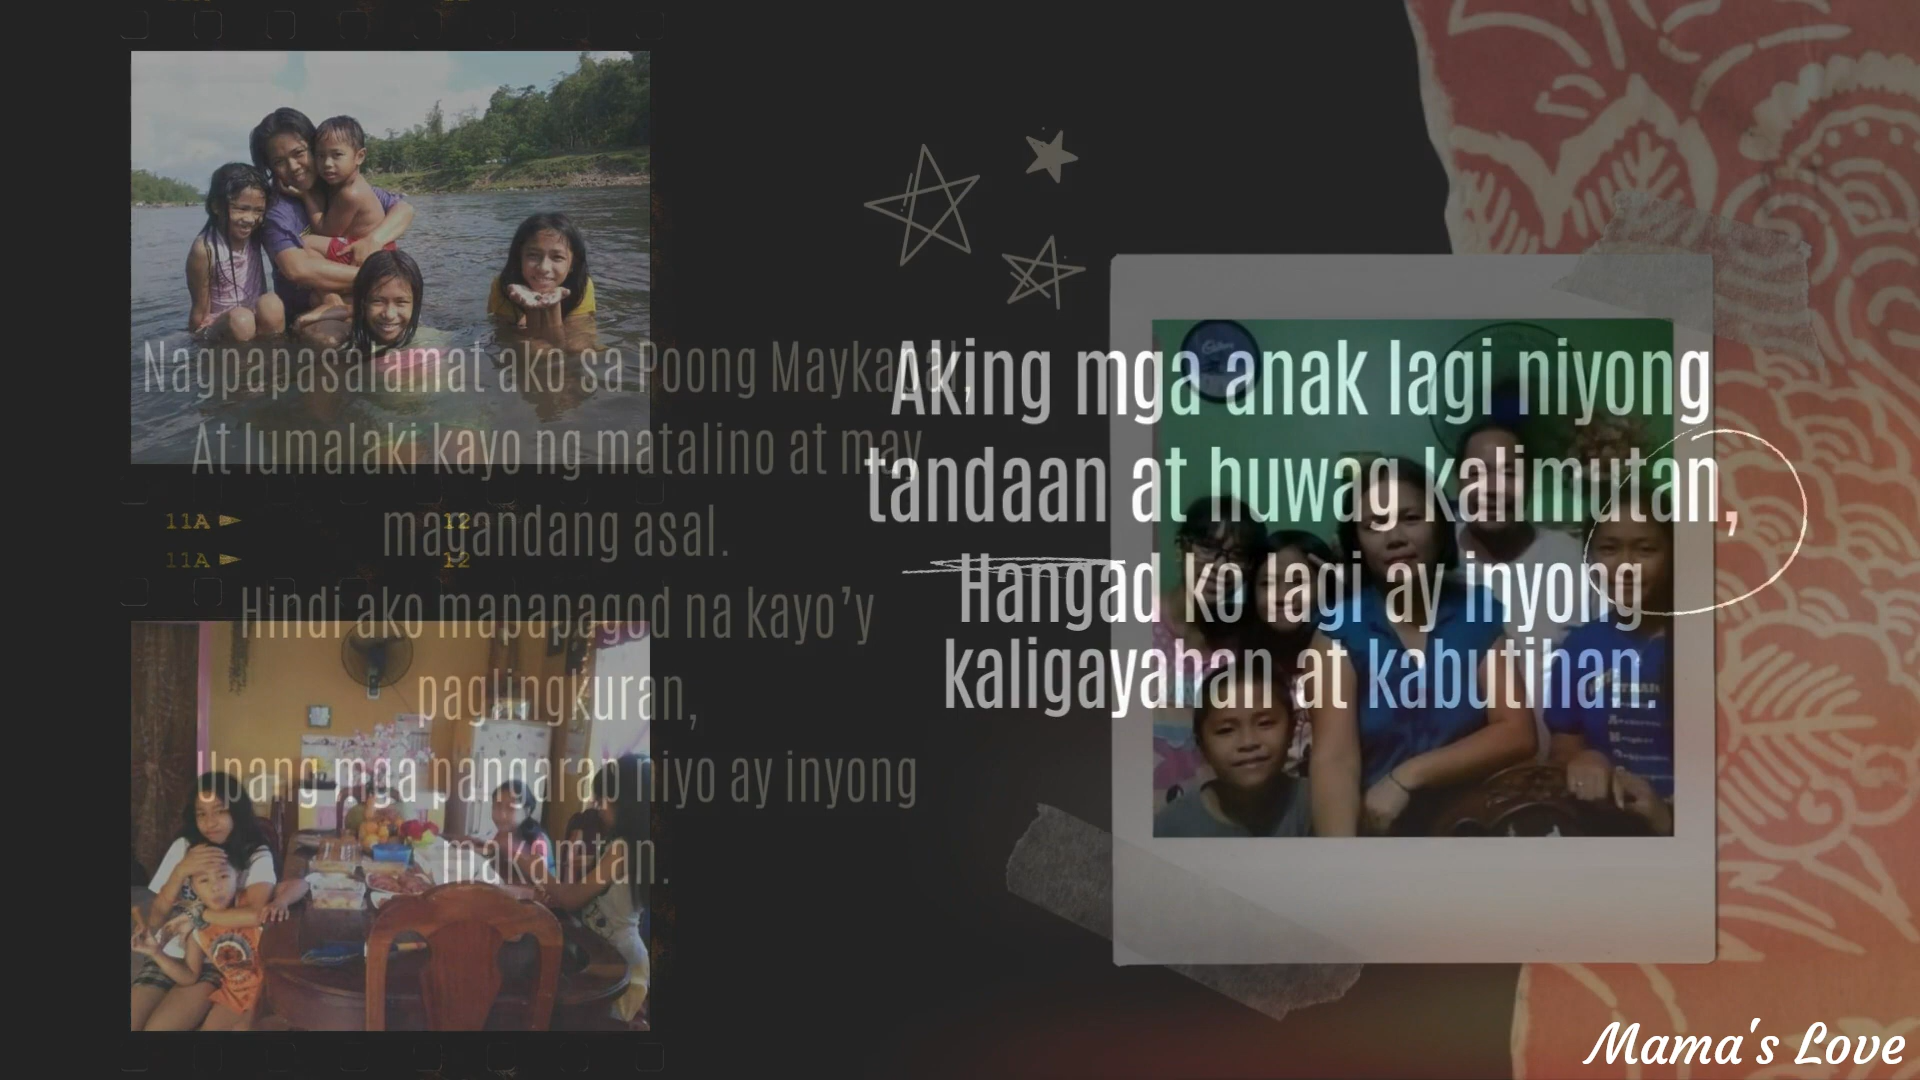 Nagpapasalamat ako sa Poong Maykapal,
At lumalaki kayo ng matalino at may
magandang asal.
Hindi ako mapapagod na kayo’y
paglingkuran,
Upang mga pangarap niyo ay inyong
makamtan.
Aking mga anak lagi niyong
tandaan at huwag kalimutan,
Hangad ko lagi ay inyong
kaligayahan at kabutihan.
11A 12
11A 12
Mama's Love